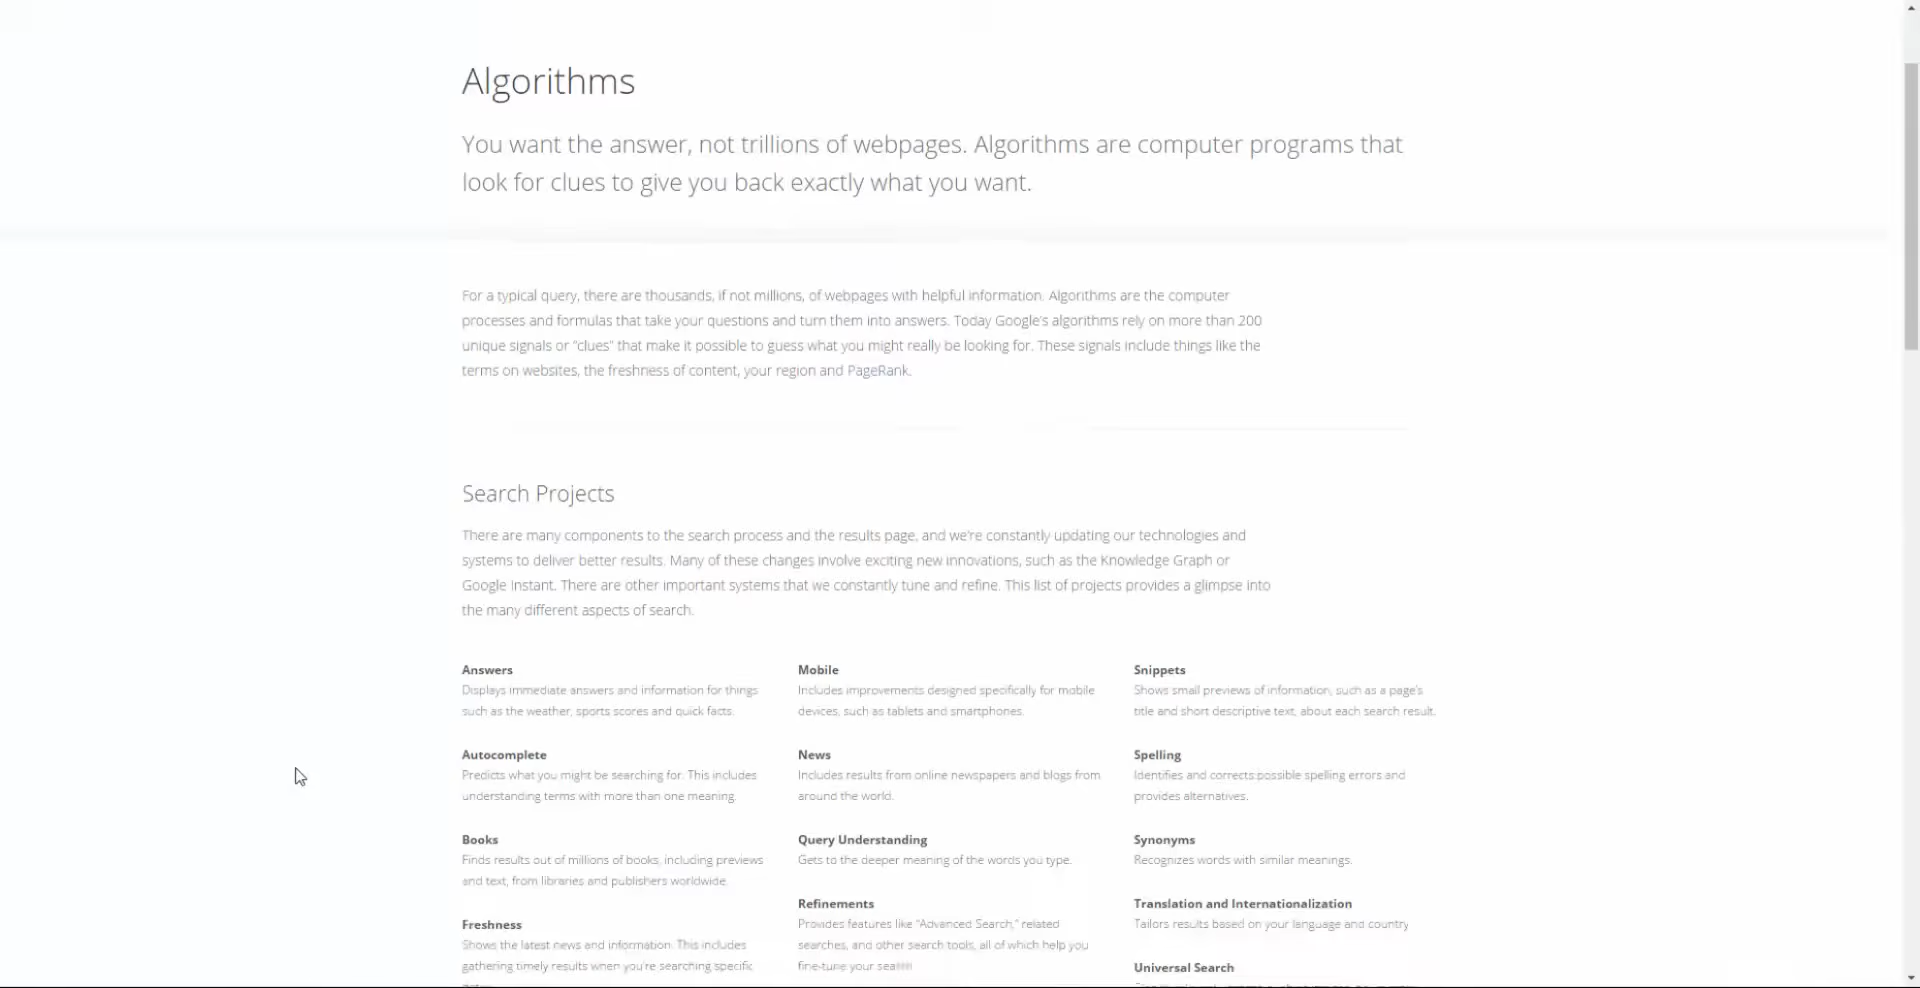 Algorithms
You want the answer, not trillions of webpages. Algorithms are computer programs that
look for clues to give you back exactly what you want.
For a typical query, there are thousands, if not millions, of webpages with helpful information. Algorithms are the computer
processes and formulas that take your questions and turn them into answers. Today Google's algorithms rely on more than 200
unique signals or "clues" that make it possible to guess what you might really be looking for. These signals include things like the
terms on websites, the freshness of content, your region and PageRank.
Search Projects
There are many components to the search process and the results page, and we're constantly updating our technologies and
systems to deliver better results. Many of these changes involve exciting new innovations, such as the Knowledge Graph or
Google Instant. There are other important systems that we constantly tune and refine. This list of projects provides a glimpse into
the many different aspects of search.
Answers
Displays immediate answers and information for things
such as the weather, sports scores and quick facts.
Autocomplete
Predicts what you might be searching for. This includes
understanding terms with more than one meaning.
Books
Finds results out of millions of books, including previews
and text, from libraries and publishers worldwide.
Freshness
Shows the latest news and information. This includes
gathering timely results when you're searching specific
Mobile
Includes improvements designed specifically for mobile
devices, such as tablets and smartphones.
News
Includes results from online newspapers and blogs from
around the world.
Query Understanding
Gets to the deeper meaning of the words you type.
Refinements
Provides features like "Advanced Search," related
searches, and other search tools, all of which help you
fine-tune your
Snippets
Shows small previews of information, such as a page's
title and short descriptive text, about each search result.
Spelling
Identifies and corrects possible spelling errors and
provides alternatives.
Synonyms
Recognizes words with similar meanings.
Translation and Internationalization
Tailors results based on your language and country
Universal Search